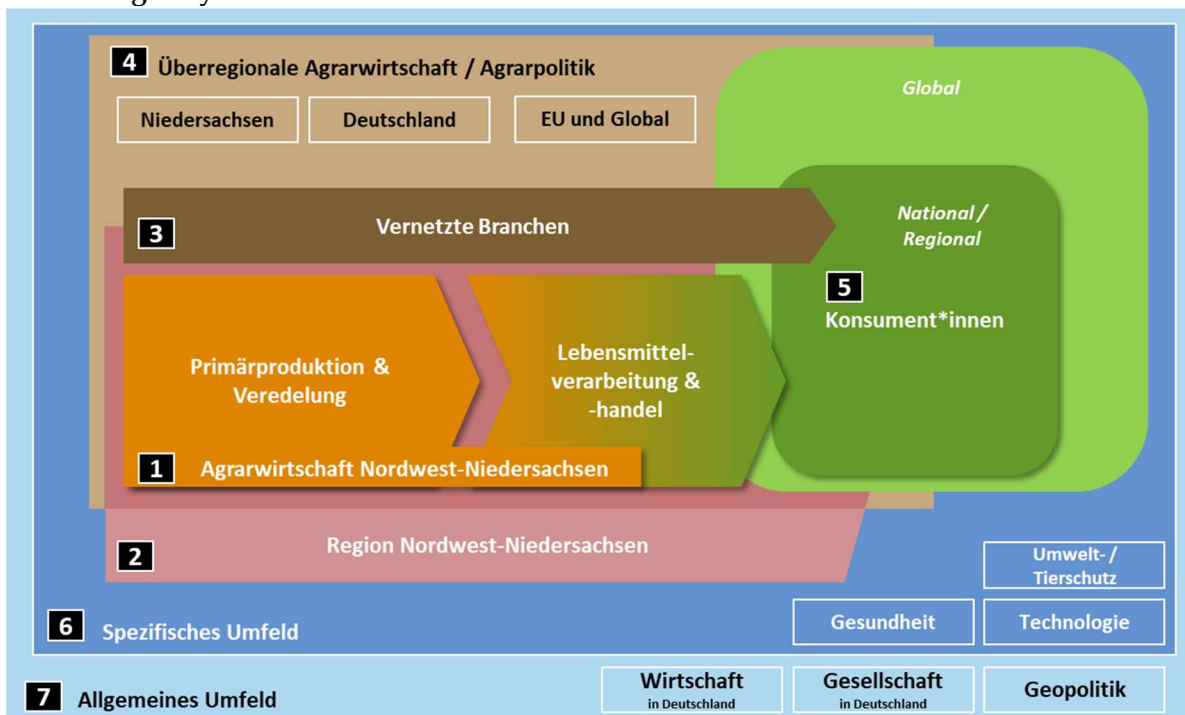 4 Überregionale Agrarwirtschaft / Agrarpolitik
Niedersachsen
Deutschland
EU und Global
Global
National /
Regional
3 Vernetzte Branchen
5
Konsument*innen
Primärproduktion &
Veredelung
Lebensmittel-
verarbeitung &
-handel
1 Agrarwirtschaft Nordwest-Niedersachsen
2 Region Nordwest-Niedersachsen
Umwelt- /
Tierschutz
6 Spezifisches Umfeld
Gesundheit
Technologie
7 Allgemeines Umfeld
Wirtschaft
in Deutschland
Gesellschaft
in Deutschland
Geopolitik